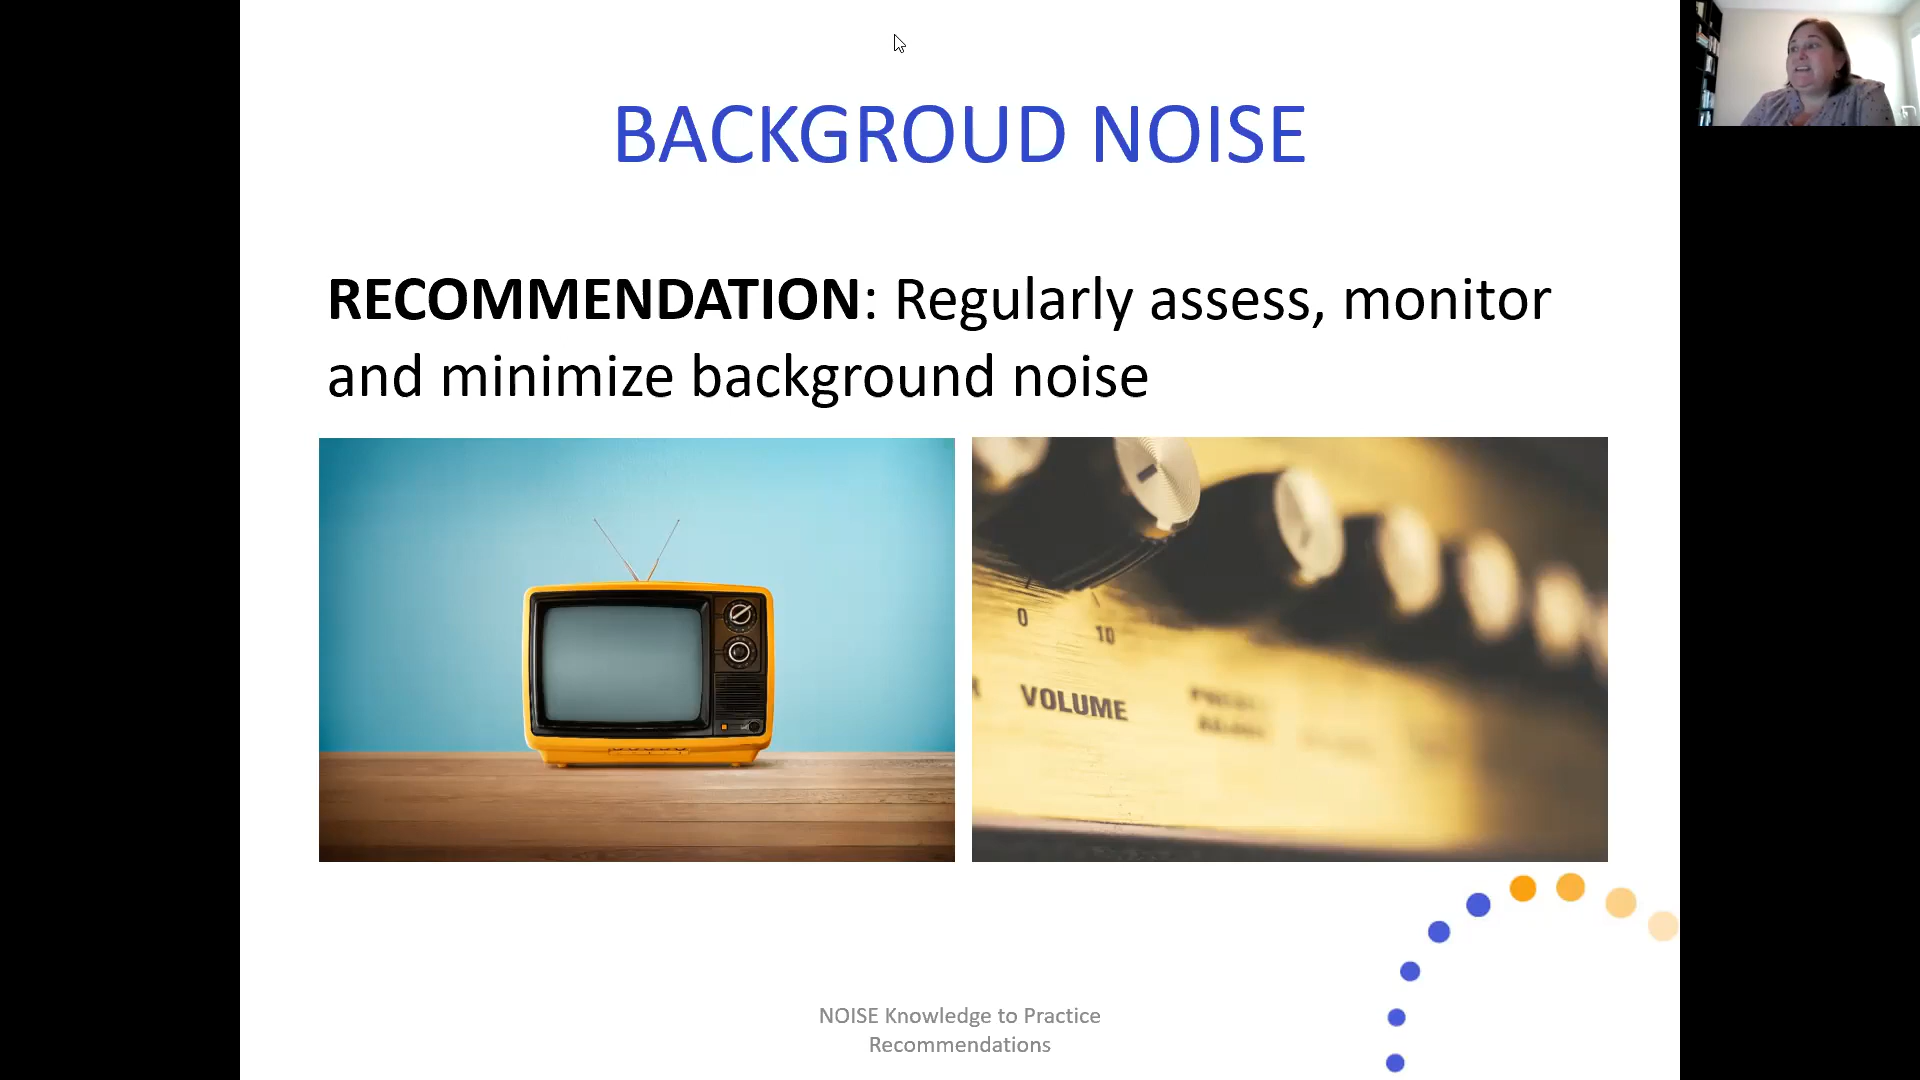 BACKGROUD NOISE
RECOMMENDATION: Regularly assess, monitor
and minimize background noise
0
10
VOLUME
NOISE Knowledge to Practice
Recommendations